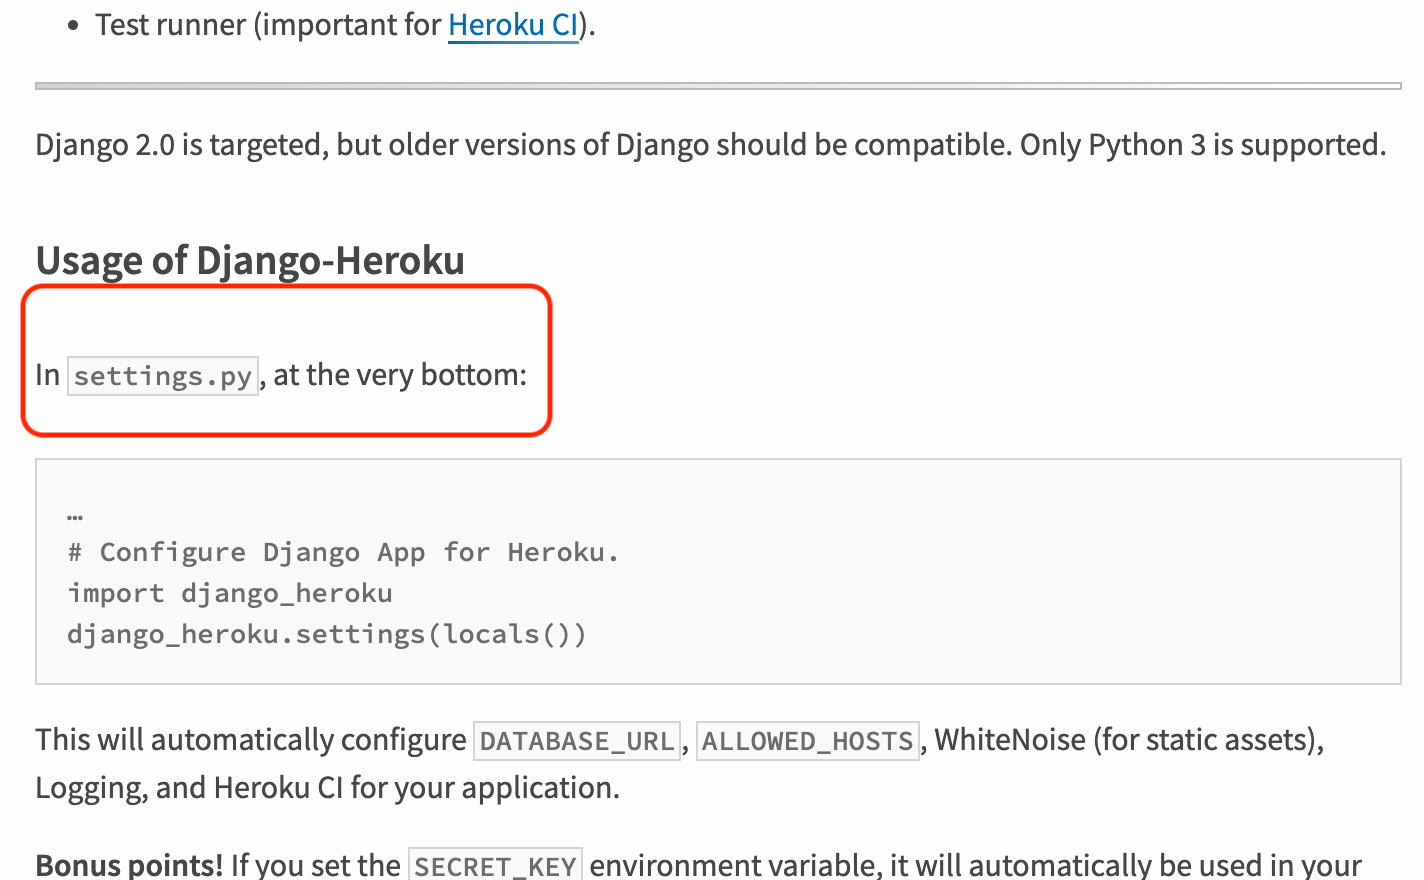 • Test runner (important for Heroku CI).
Django 2.0 is targeted, but older versions of Django should be compatible. Only Python 3 is supported.
Usage of Django-Heroku
In settings.py, at the very bottom:
…
# Configure Django App for Heroku.
import django_heroku
django_heroku.settings(locals())
This will automatically configure DATABASE_URL, ALLOWED_HOSTS, WhiteNoise (for static assets),
Logging, and Heroku CI for your application.
Bonus points! If you set the SECRET_KEY environment variable, it will automatically be used in your